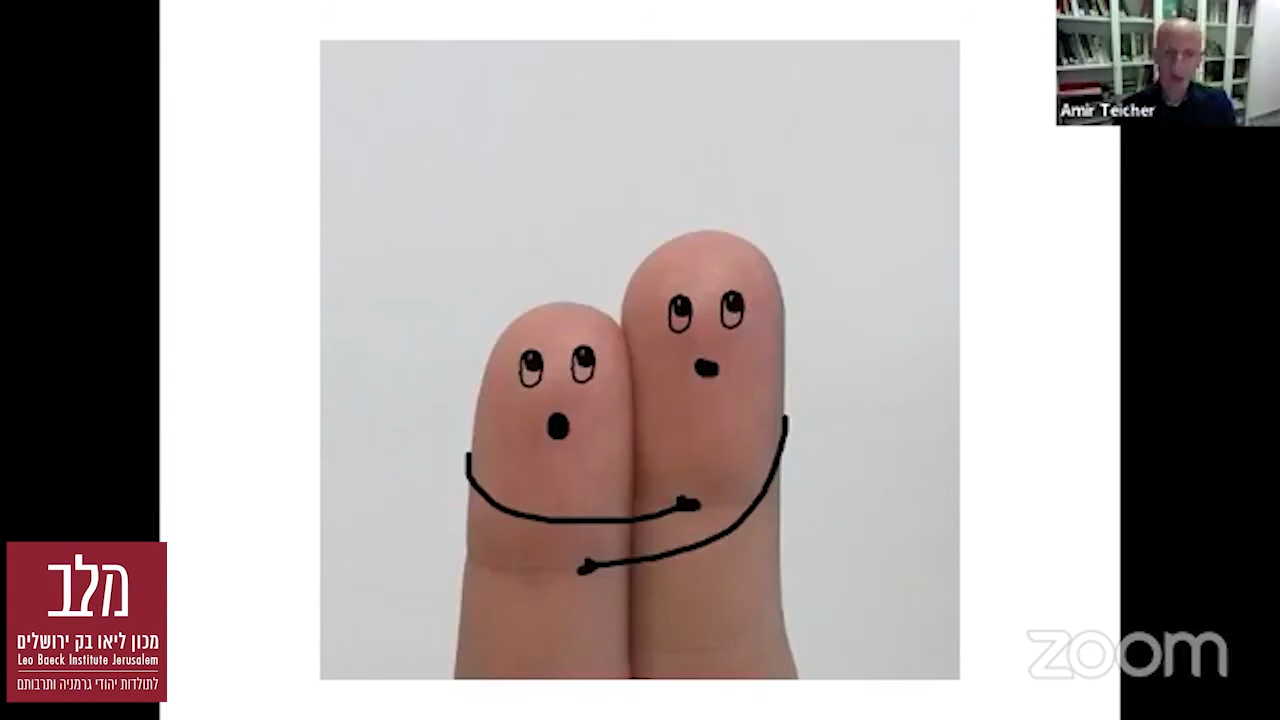 Amir Teicher
מלב
מכון ליאו בק ירושלים
Leo Baeck Institute Jerusalem
לתולדות יהודי גרמניה ותרבותם
zoom